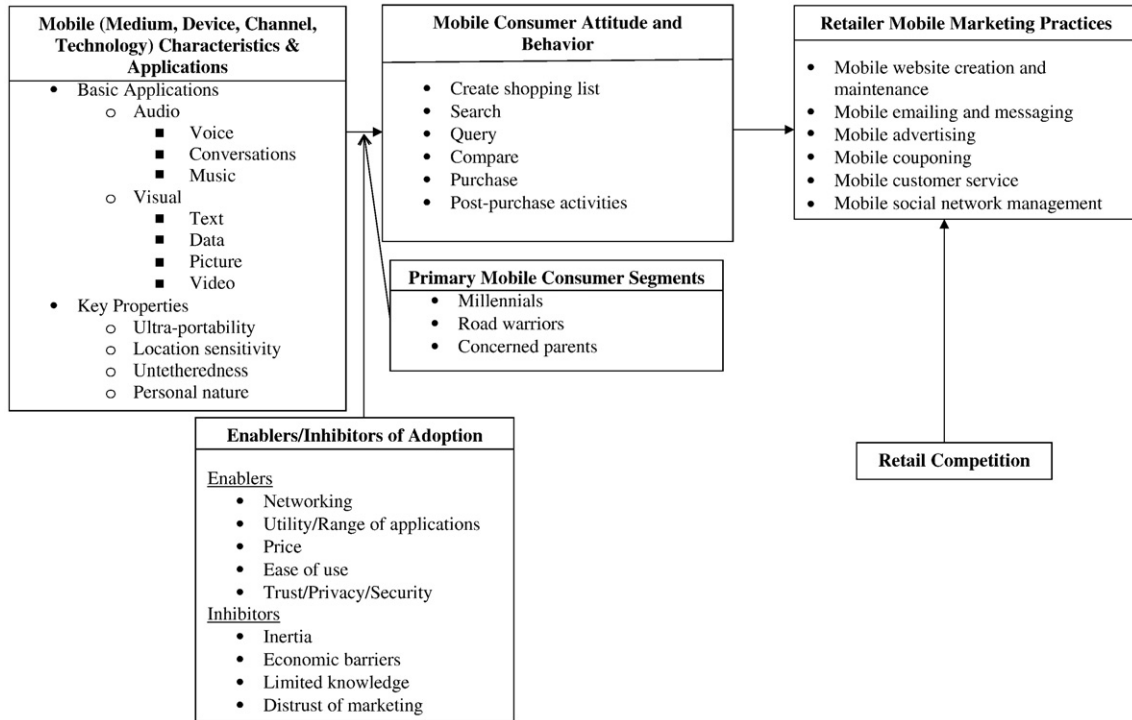 Mobile (Medium, Device, Channel,
Technology) Characteristics &
Applications
• Basic Applications
o Audio
■ Voice
■ Conversations
■ Music
o Visual
■ Text
■ Data
■ Picture
■ Video
• Key Properties
o Ultra-portability
o Location sensitivity
o Untetheredness
o Personal nature
Mobile Consumer Attitude and
Behavior
• Create shopping list
• Search
• Query
• Compare
• Purchase
• Post-purchase activities
Retailer Mobile Marketing Practices
• Mobile website creation and
maintenance
• Mobile emailing and messaging
• Mobile advertising
• Mobile couponing
• Mobile customer service
• Mobile social network management
Primary Mobile Consumer Segments
• Millennials
• Road warriors
• Concerned parents
Enablers/Inhibitors of Adoption
Enablers
• Networking
• Utility/Range of applications
• Price
• Ease of use
• Trust/Privacy/Security
Inhibitors
• Inertia
• Economic barriers
• Limited knowledge
• Distrust of marketing
Retail Competition